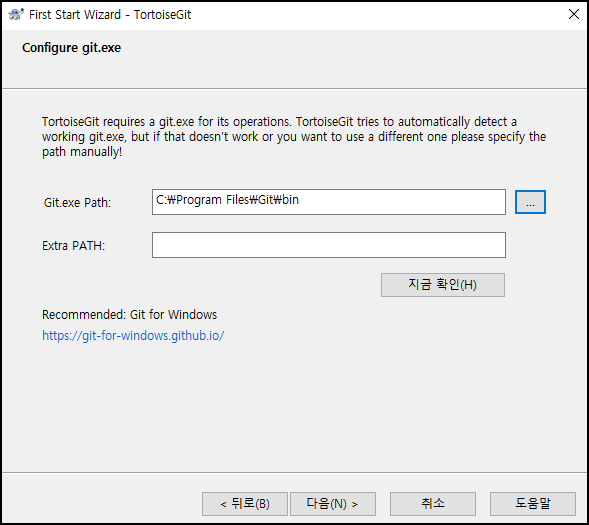 First Start Wizard - TortoiseGit
Configure git.exe
TortoiseGit requires a git.exe for its operations. TortoiseGit tries to automatically detect a
working git.exe, but if that doesn't work or you want to use a different one please specify the
path manually!
Git.exe Path: C:₩Program Files₩Git₩bin ...
Extra PATH:
지금 확인(H)
Recommended: Git for Windows
https://git-for-windows.github.io/
< 뒤로(B) 다음(N) > 취소 도움말